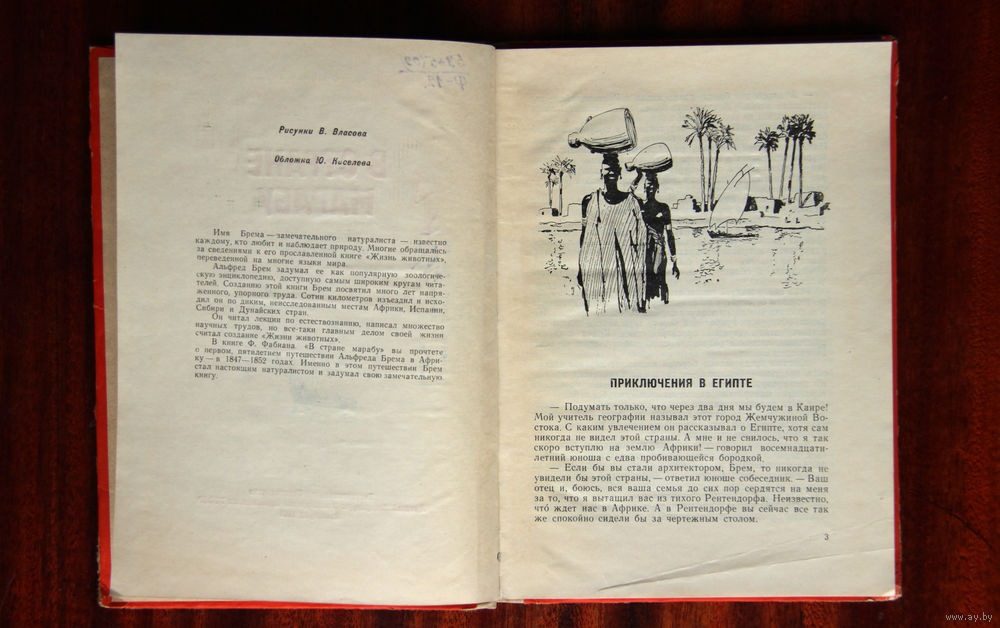 Рисунки В. Власова
Обложка Ю. Киселева
Имя Брема — замечательного натуралиста — известно
каждому, кто любит и наблюдает природу. Многие обращались
за сведениями к его прославленной книге «Жизнь животных»,
переведенной на многие языки мира.
Альфред Брем задумал ее как популярную зоологиче-
скую энциклопедию, доступную самым широким кругам чита-
телей. Созданию этой книги Брем посвятил много лет напря-
женного, упорного труда. Сотни километров изъездил и исхо-
дил он по диким, неисследованным местам Африки, Испании,
Сибири и Дунайских стран.
Он читал лекции по естествознанию, написал множество
научных трудов, но все-таки главным делом своей жизни
считал создание «Жизни животных».
В книге Ф. Фабиана. «В стране марабу» вы прочтете
о первом, пятилетнем путешествии Альфреда Брема в Афри-
ку — в 1847—1852 годах. Именно в этом путешествии Брем
стал настоящим натуралистом и задумал свою замечательную
книгу.
ПРИКЛЮЧЕНИЯ В ЕГИПТЕ
— Подумать только, что через два дня мы будем в Каире!
Мой учитель географии называл этот город Жемчужиной Во-
стока. С каким увлечением он рассказывал о Египте, хотя сам
никогда не видел этой страны. А мне и не снилось, что я так
скоро вступлю на землю Африки! — говорил восемнадцати-
летний юноша с едва пробивающейся бородкой.
— Если бы вы стали архитектором, Брем, то никогда не
увидели бы этой страны, — ответил юноше собеседник. — Ваш
отец и, боюсь, вся ваша семья до сих пор сердятся на меня
за то, что я вытащил вас из тихого Рентендорфа. Неизвестно,
что́ ждет нас в Африке. А в Рентендорфе вы сейчас все так
же спокойно сидели бы за чертежным столом.
3
www.ay.by